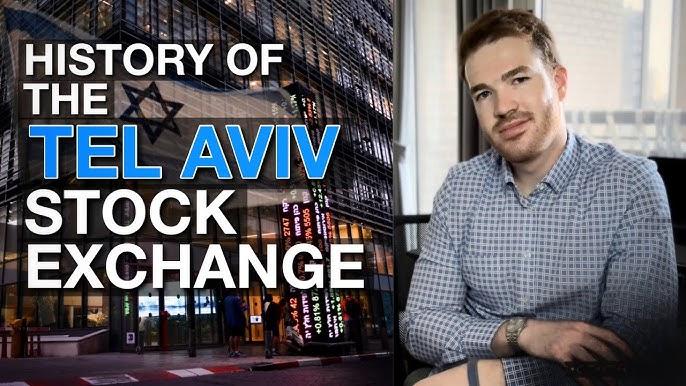 HISTORY OF
THE
TEL AVIV
STOCK
EXCHANGE